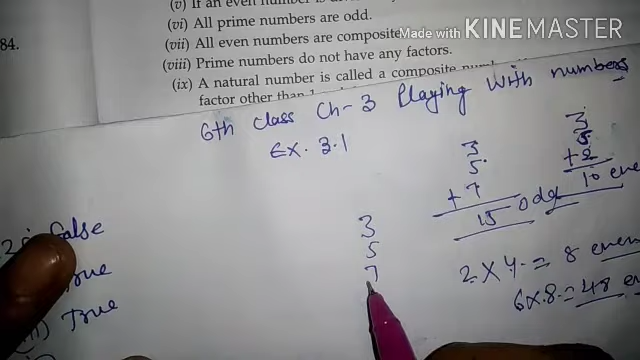 (v) If an even number is
(vi) All prime numbers are odd.
(vii) All even numbers are composite
(viii) Prime numbers do not have any factors.
(ix) A natural number is called a composite
factor other than 1
84.
Made with KINEMASTER
6th class Ch-3 Playing With numbers
Ex. 3.1
3
5
+7
15 odd
3
5
+2
10 even
3
5
7
2 X 4 = 8 even
6 X 8 = 48
False
True
True